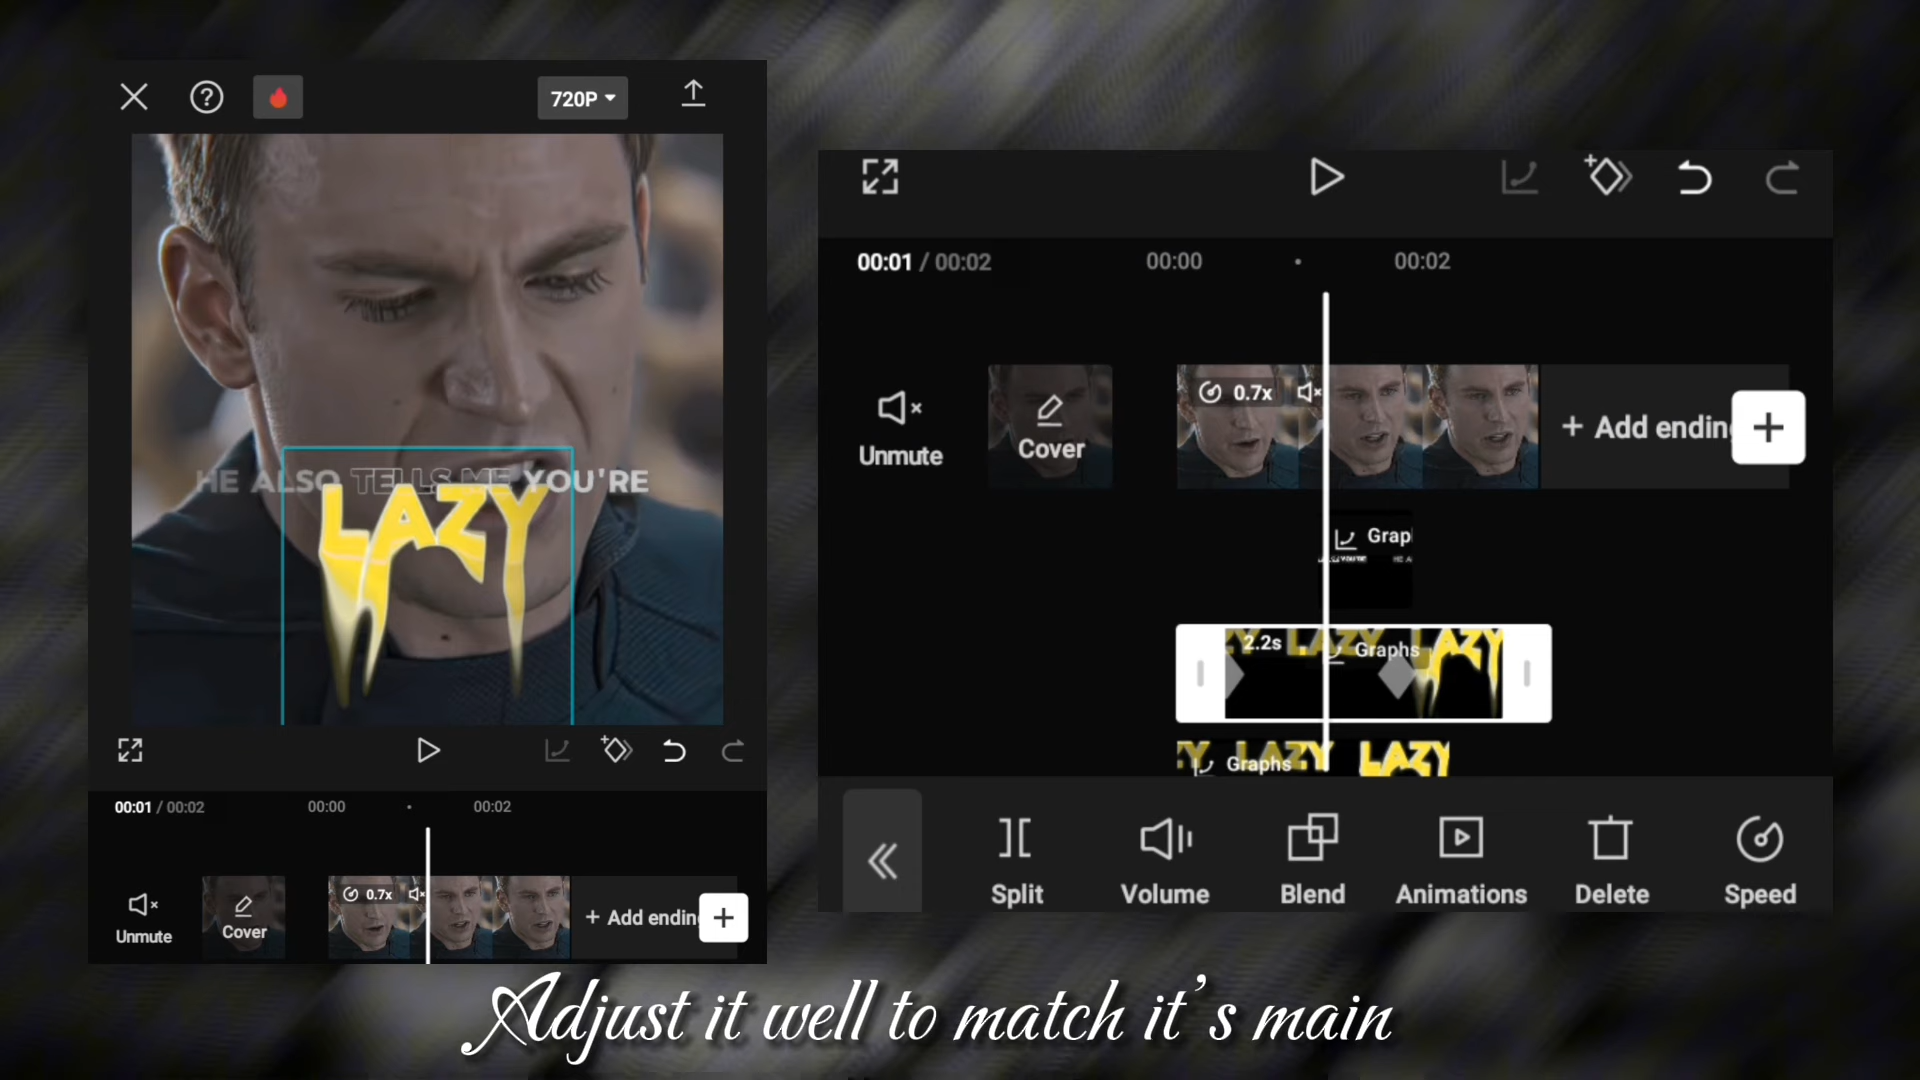 720P
HE ALSO TELLS ME YOU'RE
LAZY
00:01 / 00:02
00:00
00:02
Unmute
Cover
0.7x
+ Add endin
00:01 / 00:02
00:00
00:02
Unmute
Cover
0.7x
+ Add endin
Grap
2.2s
Graphs
LAZY
LAZY
Graphs
LAZY
LAZY
Split
Volume
Blend
Animations
Delete
Speed
Adjust it well to match it's main